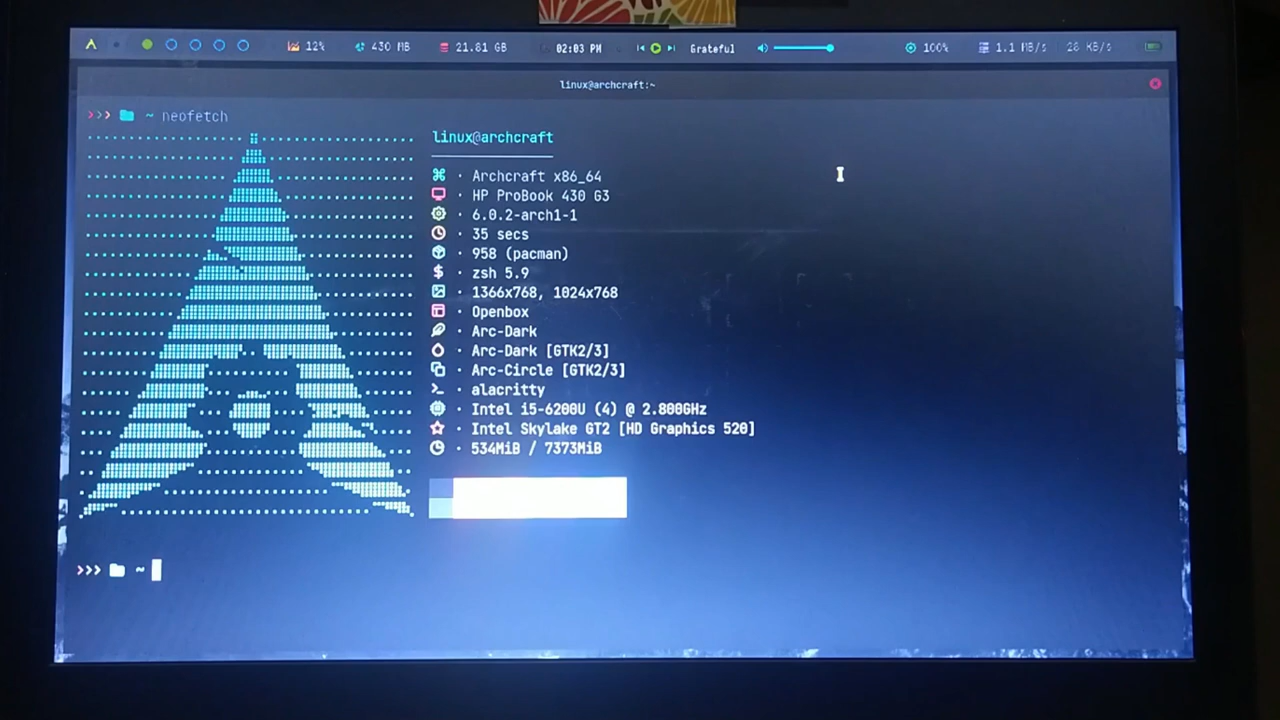 12% 430 MB 21.81 GB 02:03 PM Grateful 100% 1.1 MB/s 28 KB/s
linux@archcraft:~
>>> ~ neofetch
linux@archcraft
· Archcraft x86_64
· HP ProBook 430 G3
· 6.0.2-arch1-1
· 35 secs
· 958 (pacman)
$ · zsh 5.9
· 1366x768, 1024x768
· Openbox
· Arc-Dark
· Arc-Dark [GTK2/3]
· Arc-Circle [GTK2/3]
>_ · alacritty
· Intel i5-6200U (4) @ 2.800GHz
· Intel Skylake GT2 [HD Graphics 520]
· 534MiB / 7373MiB
>>> ~